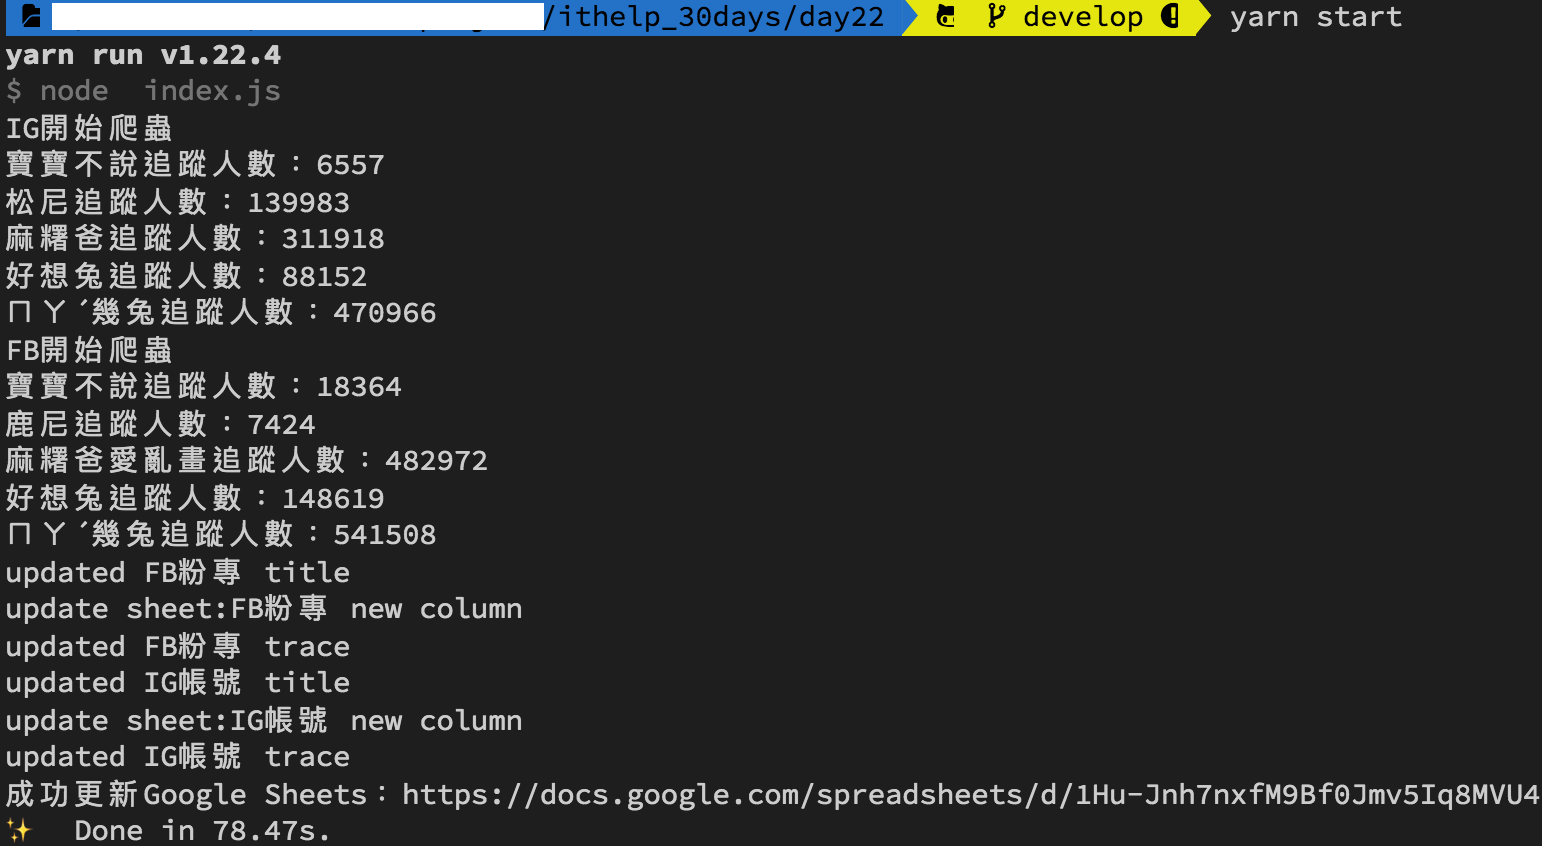 /ithelp_30days/day22 develop yarn start
yarn run v1.22.4
$ node  index.js
IG開始爬蟲
寶寶不說追蹤人數：6557
松尼追蹤人數：139983
麻糬爸追蹤人數：311918
好想兔追蹤人數：88152
ㄇㄚˊ幾兔追蹤人數：470966
FB開始爬蟲
寶寶不說追蹤人數：18364
鹿尼追蹤人數：7424
麻糬爸愛亂畫追蹤人數：482972
好想兔追蹤人數：148619
ㄇㄚˊ幾兔追蹤人數：541508
updated FB粉專 title
update sheet:FB粉專 new column
updated FB粉專 trace
updated IG帳號 title
update sheet:IG帳號 new column
updated IG帳號 trace
成功更新Google Sheets：https://docs.google.com/spreadsheets/d/1Hu-Jnh7nxfM9Bf0Jmv5Iq8MVU4
✨  Done in 78.47s.